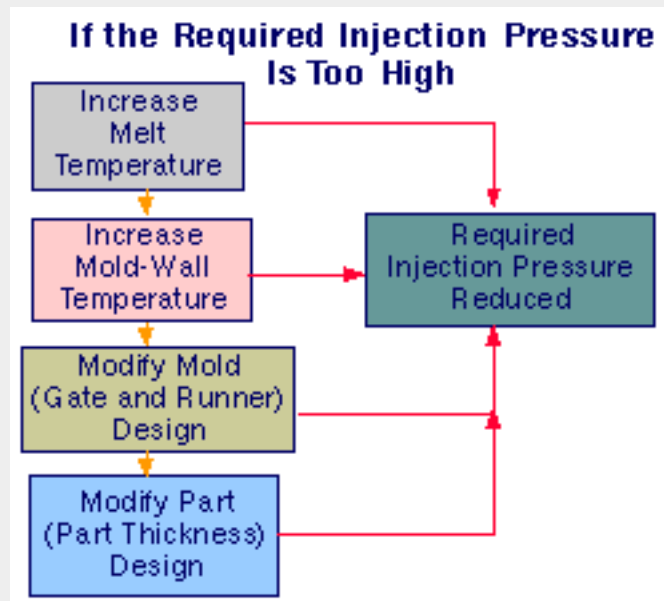 If the Required Injection Pressure
Is Too High
Increase
Melt
Temperature
Increase
Mold-Wall
Temperature
Required
Injection Pressure
Reduced
Modify Mold
(Gate and Runner)
Design
Modify Part
(Part Thickness)
Design